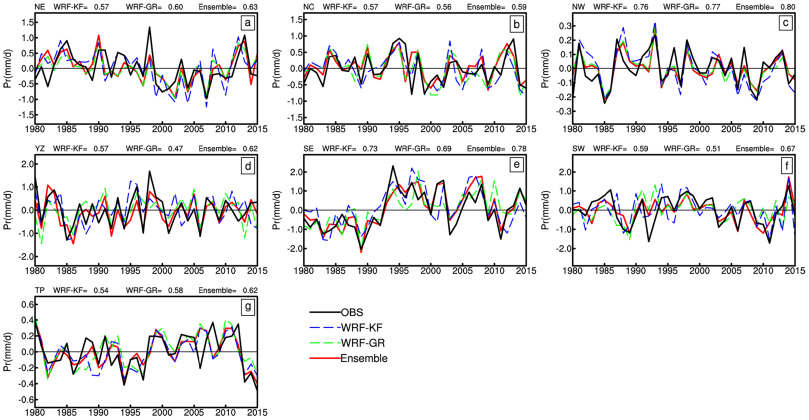 NE WRF-KF= 0.57 WRF-GR= 0.60 Ensemble= 0.63
a
Pr(mm/d)
1.5
1.0
0.5
0.0
-0.5
-1.0
-1.5
1980 1985 1990 1995 2000 2005 2010 2015
NC WRF-KF= 0.57 WRF-GR= 0.56 Ensemble= 0.59
b
Pr(mm/d)
1.5
1.0
0.5
0.0
-0.5
-1.0
-1.5
1980 1985 1990 1995 2000 2005 2010 2015
NW WRF-KF= 0.76 WRF-GR= 0.77 Ensemble= 0.80
c
Pr(mm/d)
0.3
0.2
0.1
0.0
-0.1
-0.2
-0.3
1980 1985 1990 1995 2000 2005 2010 2015
YZ WRF-KF= 0.57 WRF-GR= 0.47 Ensemble= 0.62
d
Pr(mm/d)
2.0
1.0
0.0
-1.0
-2.0
1980 1985 1990 1995 2000 2005 2010 2015
SE WRF-KF= 0.73 WRF-GR= 0.69 Ensemble= 0.78
e
Pr(mm/d)
2.0
1.0
0.0
-1.0
-2.0
1980 1985 1990 1995 2000 2005 2010 2015
SW WRF-KF= 0.59 WRF-GR= 0.51 Ensemble= 0.67
f
Pr(mm/d)
2.0
1.0
0.0
-1.0
-2.0
1980 1985 1990 1995 2000 2005 2010 2015
TP WRF-KF= 0.54 WRF-GR= 0.58 Ensemble= 0.62
g
Pr(mm/d)
0.6
0.4
0.2
0.0
-0.2
-0.4
-0.6
1980 1985 1990 1995 2000 2005 2010 2015
OBS
WRF-KF
WRF-GR
Ensemble